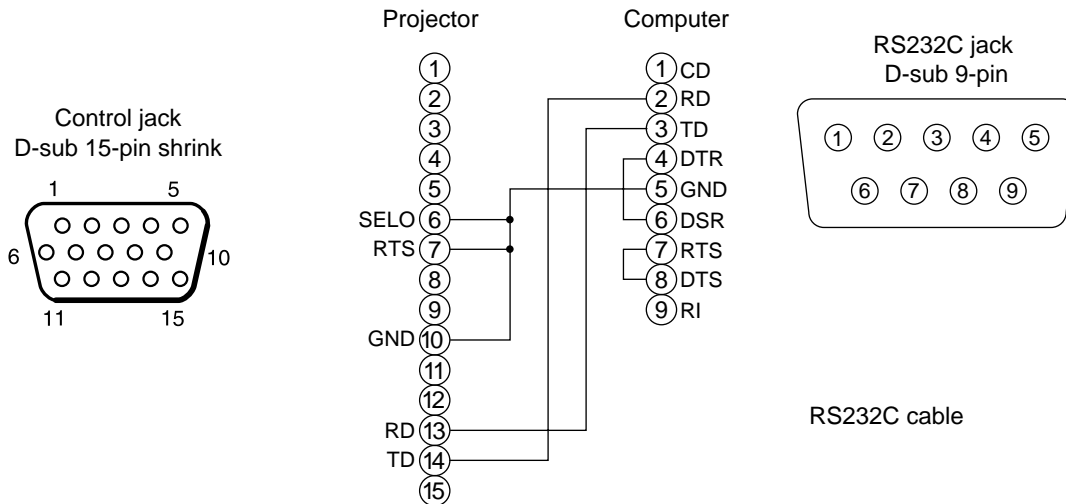 Projector
Computer
Control jack
D-sub 15-pin shrink
1 5
6 10
11 15
1
2
3
4
5
SELO 6
RTS 7
8
9
GND 10
11
12
RD 13
TD 14
15
1 CD
2 RD
3 TD
4 DTR
5 GND
6 DSR
7 RTS
8 DTS
9 RI
RS232C jack
D-sub 9-pin
1 2 3 4 5
6 7 8 9
RS232C cable